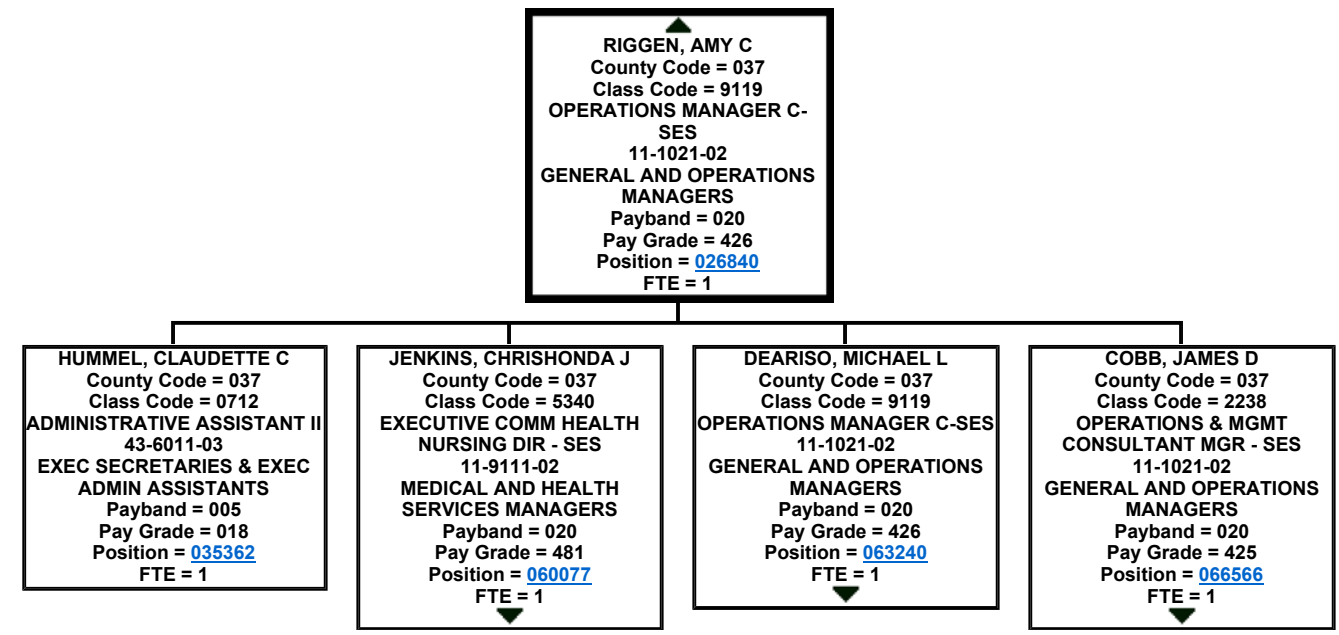 RIGGEN, AMY C
County Code = 037
Class Code = 9119
OPERATIONS MANAGER C-
SES
11-1021-02
GENERAL AND OPERATIONS
MANAGERS
Payband = 020
Pay Grade = 426
Position = 026840
FTE = 1
HUMMEL, CLAUDETTE C
County Code = 037
Class Code = 0712
ADMINISTRATIVE ASSISTANT II
43-6011-03
EXEC SECRETARIES & EXEC
ADMIN ASSISTANTS
Payband = 005
Pay Grade = 018
Position = 035362
FTE = 1
JENKINS, CHRISHONDA J
County Code = 037
Class Code = 5340
EXECUTIVE COMM HEALTH
NURSING DIR - SES
11-9111-02
MEDICAL AND HEALTH
SERVICES MANAGERS
Payband = 020
Pay Grade = 481
Position = 060077
FTE = 1
DEARISO, MICHAEL L
County Code = 037
Class Code = 9119
OPERATIONS MANAGER C-SES
11-1021-02
GENERAL AND OPERATIONS
MANAGERS
Payband = 020
Pay Grade = 426
Position = 063240
FTE = 1
COBB, JAMES D
County Code = 037
Class Code = 2238
OPERATIONS & MGMT
CONSULTANT MGR - SES
11-1021-02
GENERAL AND OPERATIONS
MANAGERS
Payband = 020
Pay Grade = 425
Position = 066566
FTE = 1